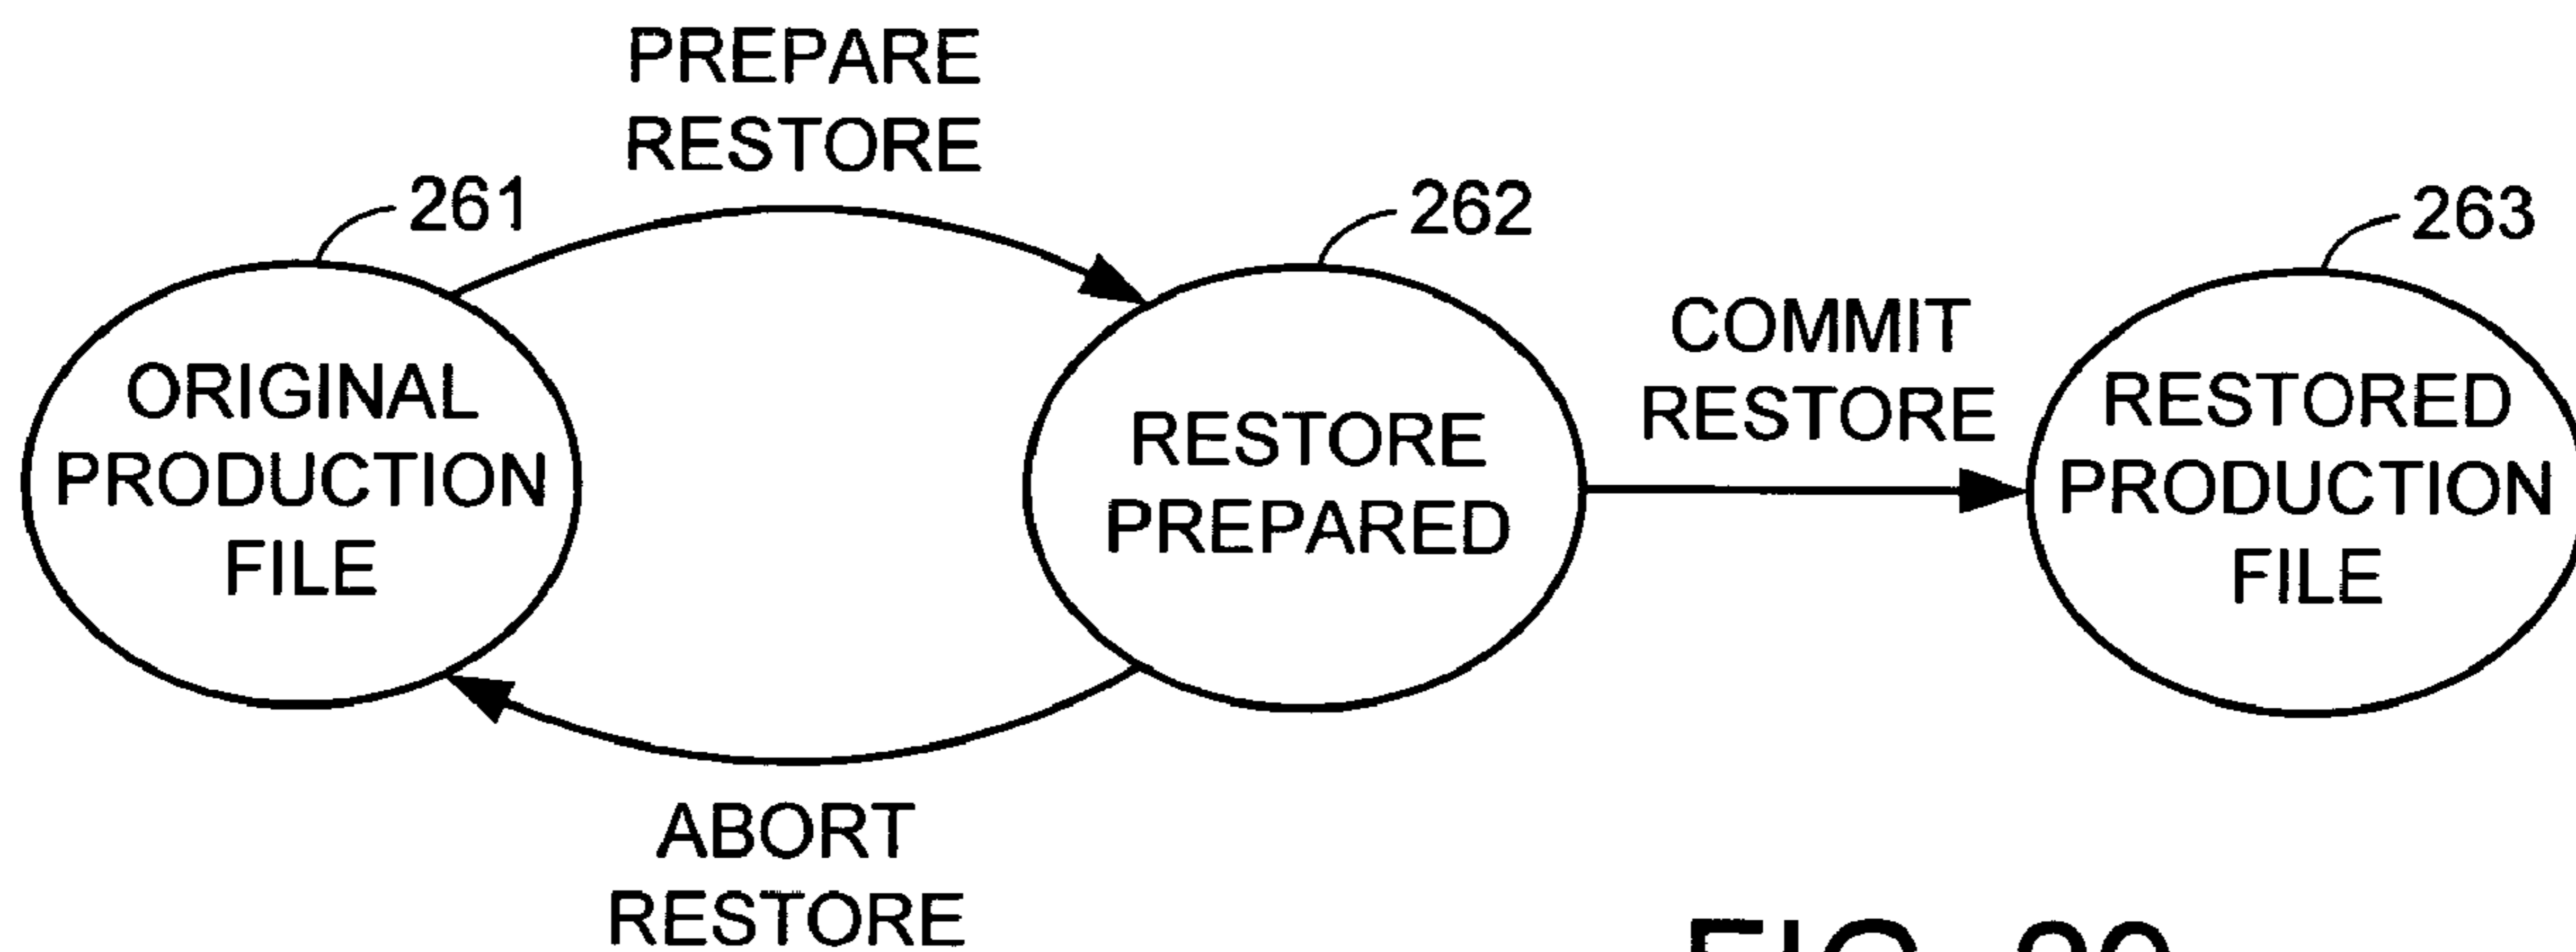 PREPARE
RESTORE
261
262
263
ORIGINAL
PRODUCTION
FILE
RESTORE
PREPARED
COMMIT
RESTORE
RESTORED
PRODUCTION
FILE
ABORT
RESTORE